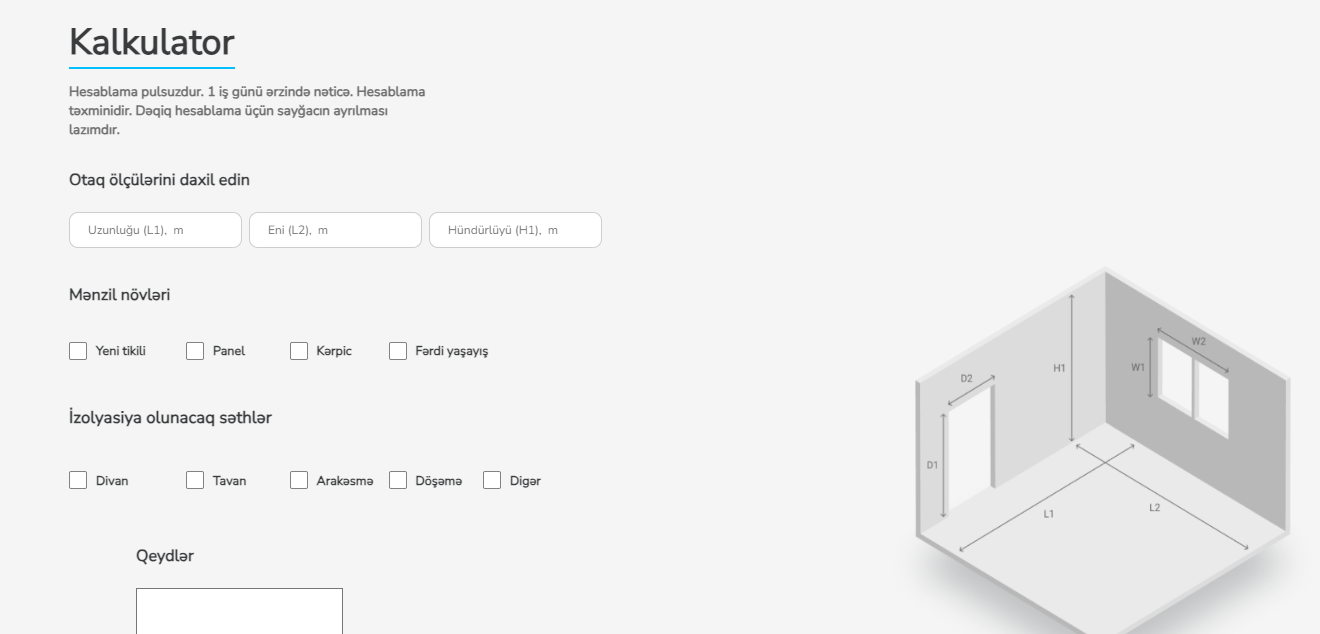 Kalkulator
Hesablama pulsuzdur. 1 iş günü ərzində nəticə. Hesablama
təxminidir. Dəqiq hesablama üçün sayğacın ayrılması
lazımdır.
Otaq ölçülərini daxil edin
Uzunluğu (L1), m
Eni (L2), m
Hündürlüyü (H1), m
Mənzil növləri
Yeni tikili
Panel
Kərpic
Fərdi yaşayış
İzolyasiya olunacaq səthlər
Divan
Tavan
Arakəsmə
Döşəmə
Digər
Qeydlər
W2
W1
H1
D2
D1
L1
L2